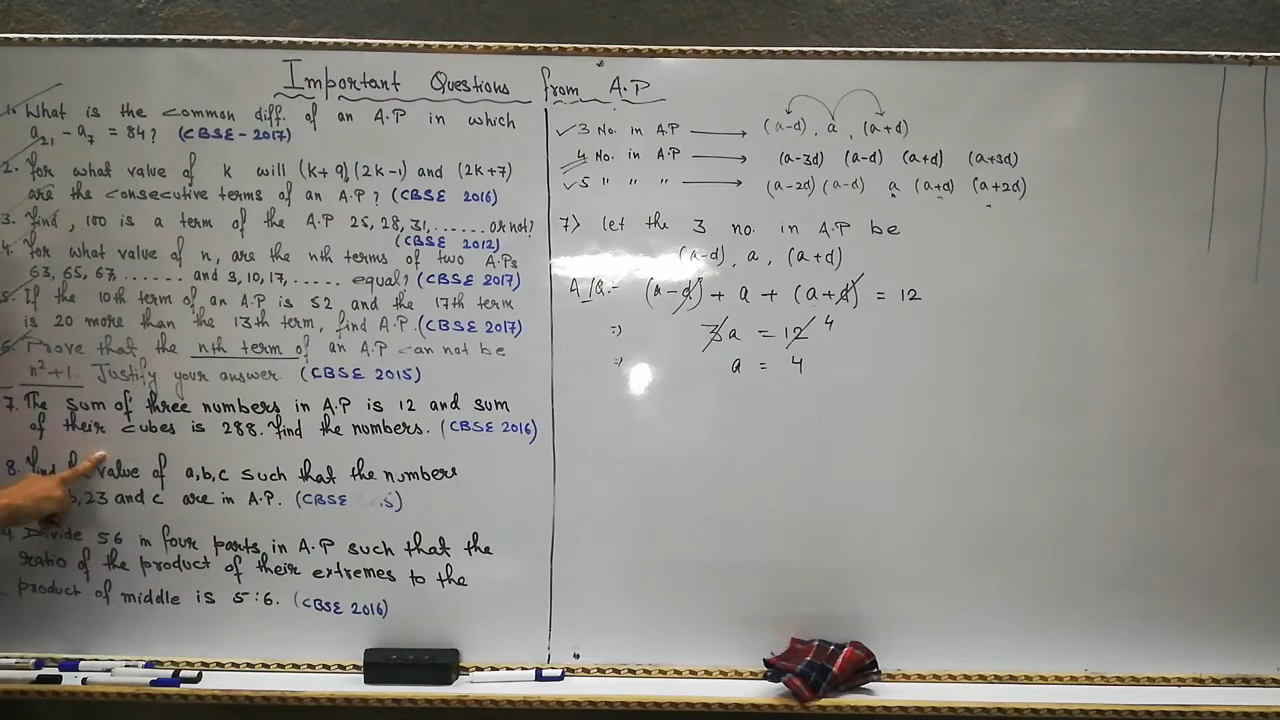 Important Questions from A.P
1. What is the common diff. of an A.P in which
a21 - a7 = 84? (CBSE-2017)
2. For what value of k will (k+9)(2k-1) and (2k+7)
are the consecutive terms of an A.P? (CBSE 2016)
3. Find, 100 is a term of the A.P 25, 28, 31,...... or not?
(CBSE 2012)
4. For what value of n, are the nth terms of two A.Ps
63, 65, 67, ...... and 3, 10, 17, ...... equal? (CBSE 2017)
5. If the 10th term of an A.P is 52 and the 17th term
is 20 more than the 13th term, find A.P. (CBSE 2017)
6. Prove that the nth term of an A.P can not be
n²+1. Justify your answer. (CBSE 2015)
7. The sum of three numbers in A.P is 12 and sum
of their cubes is 288. Find the numbers. (CBSE 2016)
8. Find value of a, b, c such that the numbers
b, 23 and c are in A.P. (CBSE
Divide 56 in four parts in A.P such that the
ratio of the product of their extremes to the
product of middle is 5:6. (CBSE 2016)
✓ 3 No. in A.P → (a-d), a, (a+d)
4 No. in A.P → (a-3d) (a-d) (a+d) (a+3d)
✓ 5 " " " → (a-2d) (a-d) a (a+d) (a+2d)
7) let the 3 no. in A.P be
(a-d), a, (a+d)
A/Q:- (a-d) + a + (a+d) = 12
⇒ 3a = 12 4
⇒ a = 4